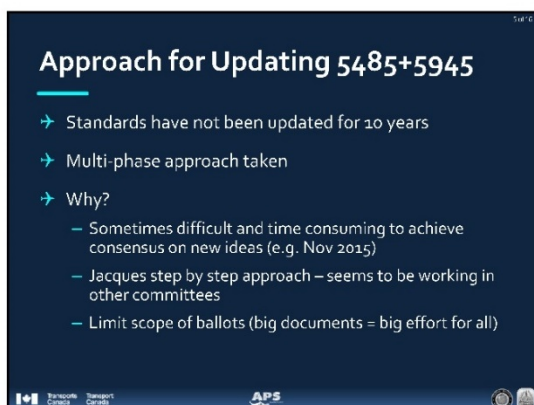 5 of 10
Approach for Updating 5485+5945
Standards have not been updated for 10 years
Multi-phase approach taken
Why?
– Sometimes difficult and time consuming to achieve
consensus on new ideas (e.g. Nov 2015)
– Jacques step by step approach – seems to be working in
other committees
– Limit scope of ballots (big documents = big effort for all)
Transports Transport
Canada Canada
APS